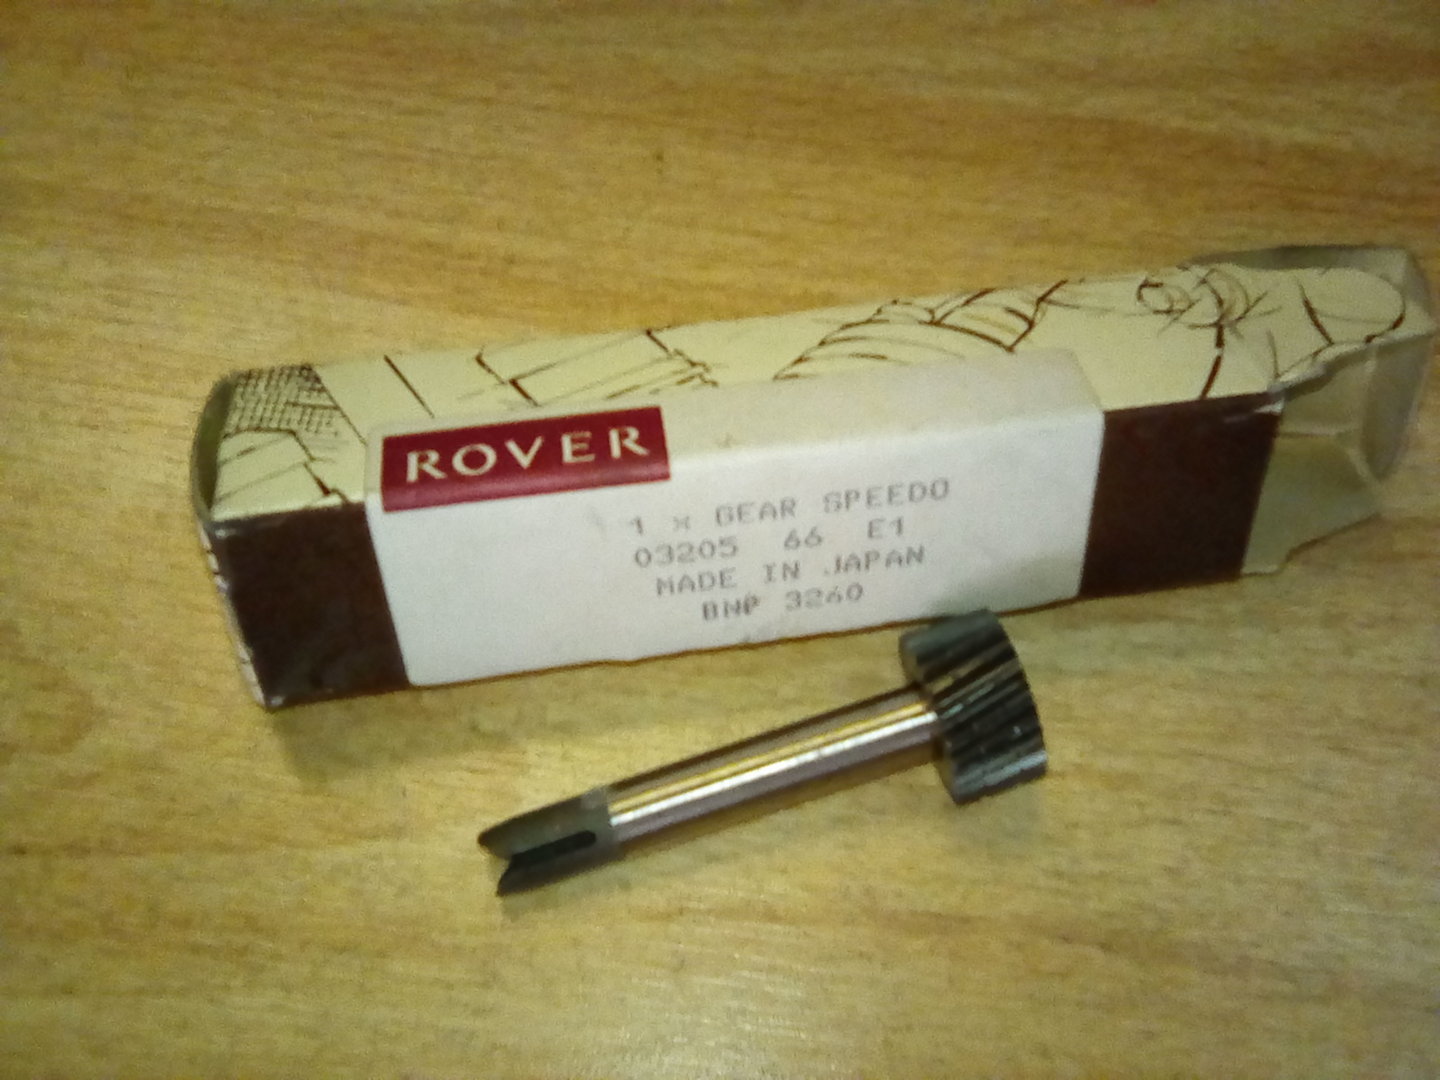 ROVER
1 x GEAR SPEEDO
03205 66 E1
MADE IN JAPAN
BNP 3260